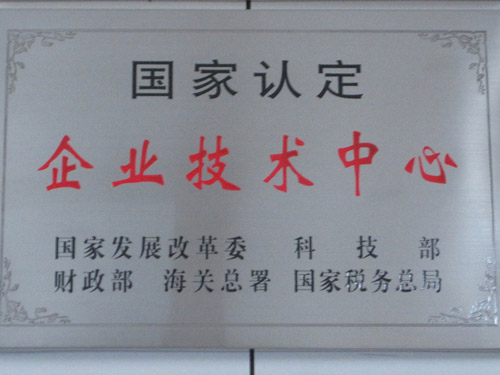 国家认定
企业技术中心
国家发展改革委 科技部
财政部 海关总署 国家税务总局